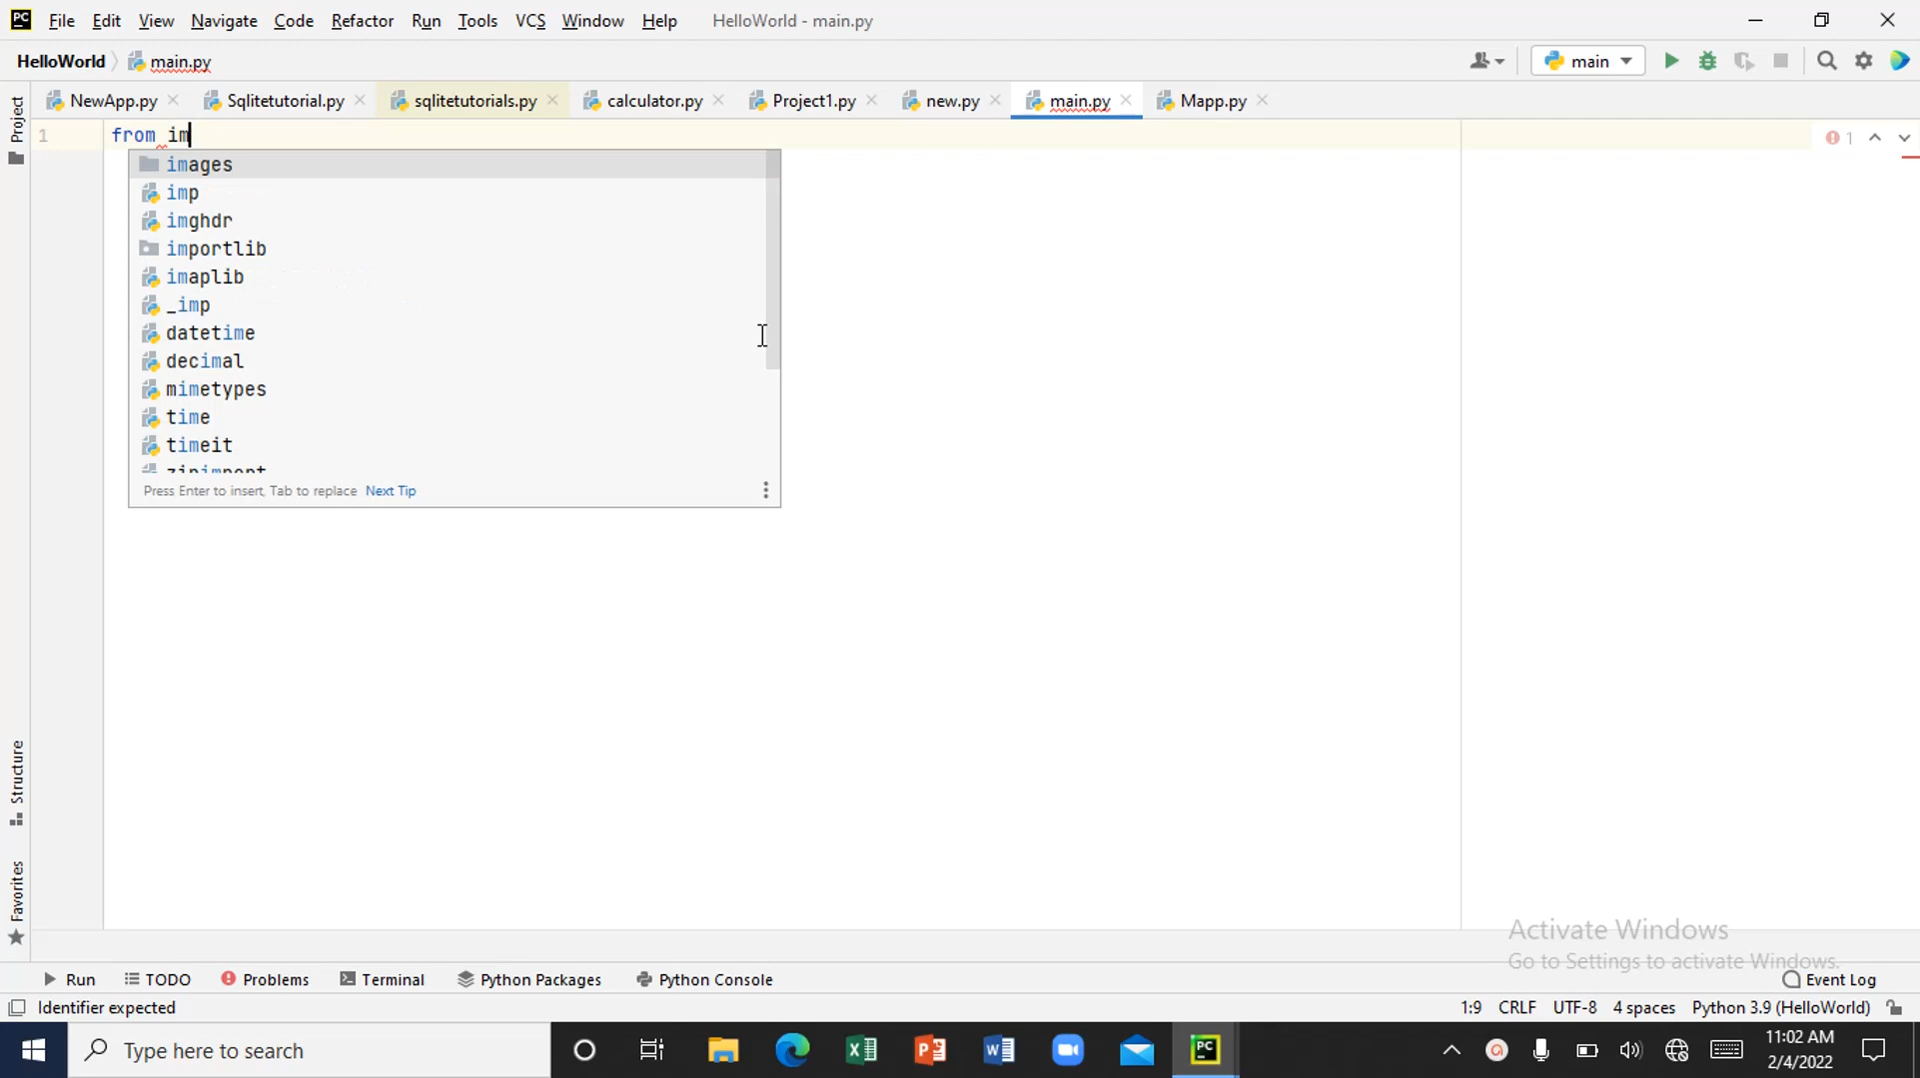 File Edit View Navigate Code Refactor Run Tools VCS Window Help HelloWorld - main.py
HelloWorld main.py main
NewApp.py Sqlitetutorial.py sqlitetutorials.py calculator.py Project1.py new.py main.py Mapp.py
Project
1 from im 1
images
imp
imghdr
importlib
imaplib
_imp
datetime
decimal
mimetypes
time
timeit
zipimport
Press Enter to insert, Tab to replace Next Tip
Structure
Favorites
Activate Windows
Go to Settings to activate Windows.
Run TODO Problems Terminal Python Packages Python Console Event Log
Identifier expected 1:9 CRLF UTF-8 4 spaces Python 3.9 (HelloWorld)
Type here to search 11:02 AM
2/4/2022